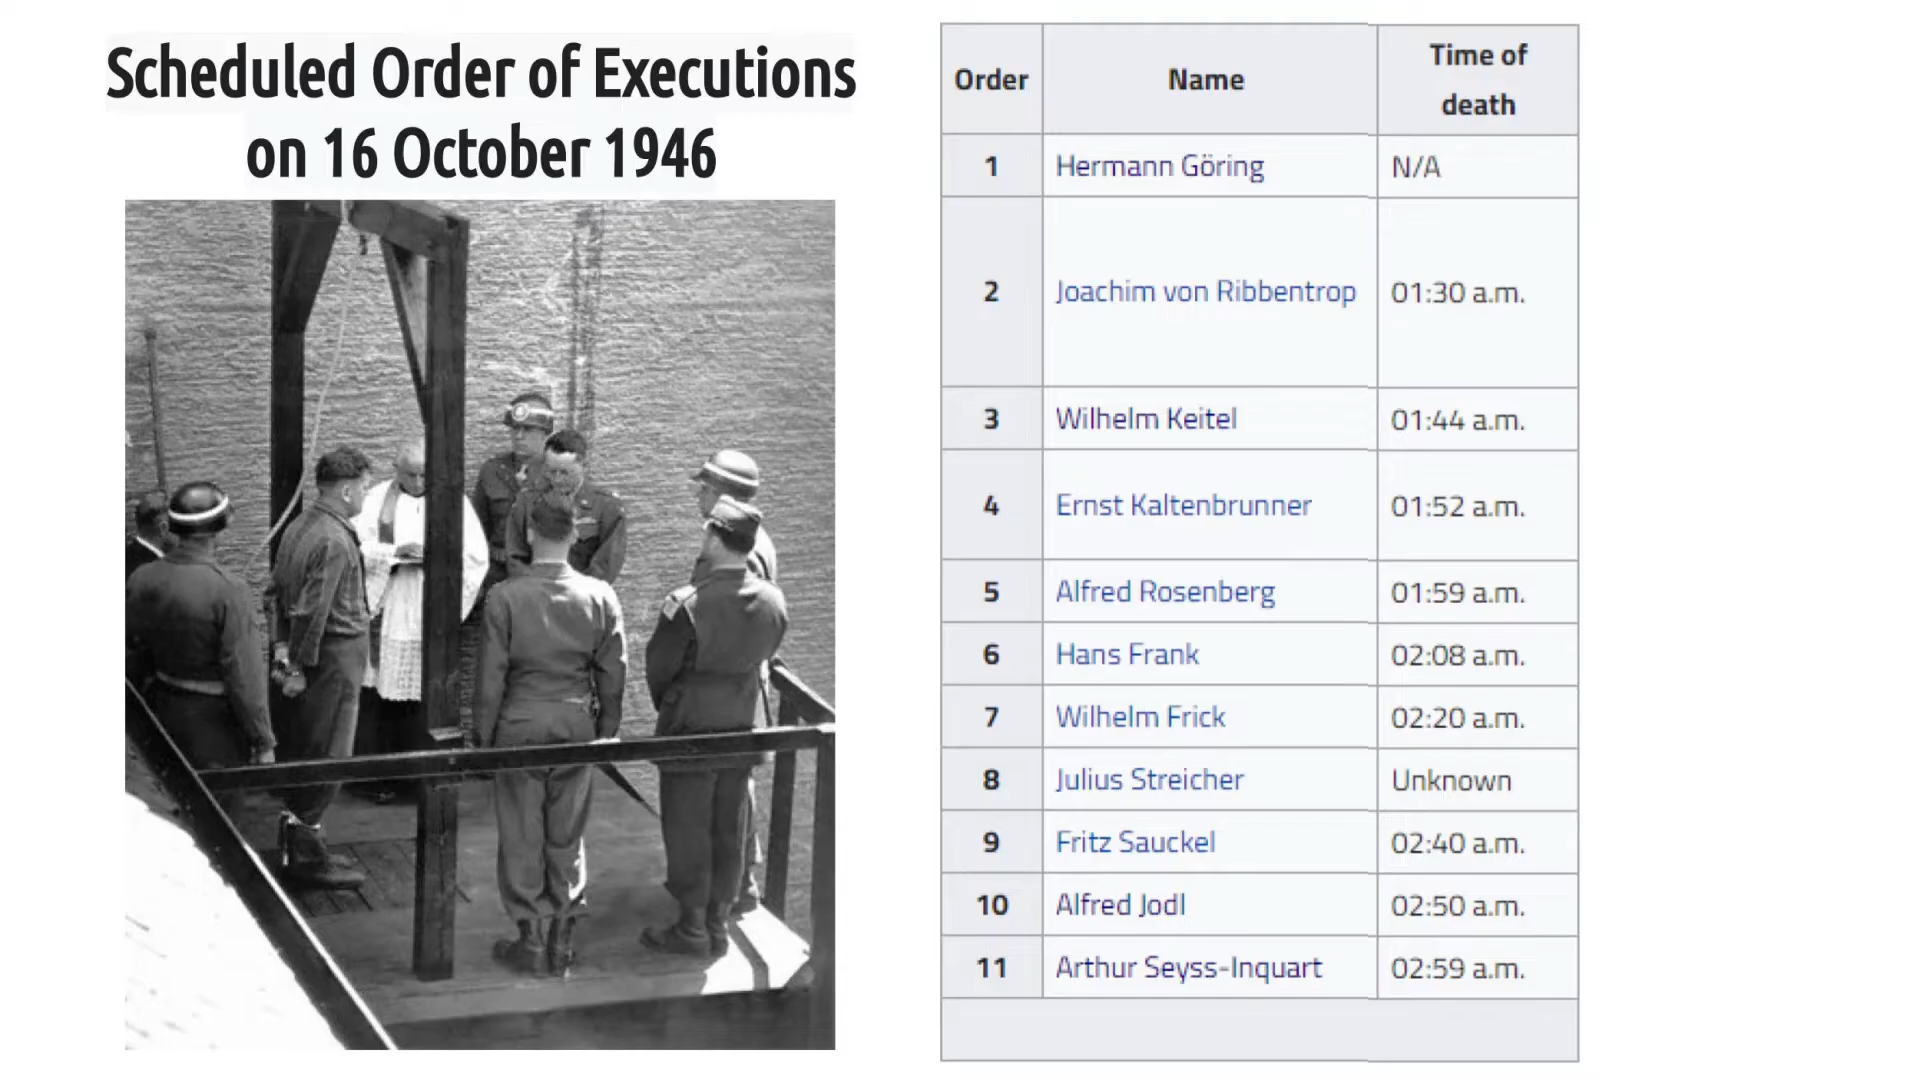 Scheduled Order of Executions
on 16 October 1946
Order Name Time of death
1 Hermann Göring N/A
2 Joachim von Ribbentrop 01:30 a.m.
3 Wilhelm Keitel 01:44 a.m.
4 Ernst Kaltenbrunner 01:52 a.m.
5 Alfred Rosenberg 01:59 a.m.
6 Hans Frank 02:08 a.m.
7 Wilhelm Frick 02:20 a.m.
8 Julius Streicher Unknown
9 Fritz Sauckel 02:40 a.m.
10 Alfred Jodl 02:50 a.m.
11 Arthur Seyss-Inquart 02:59 a.m.